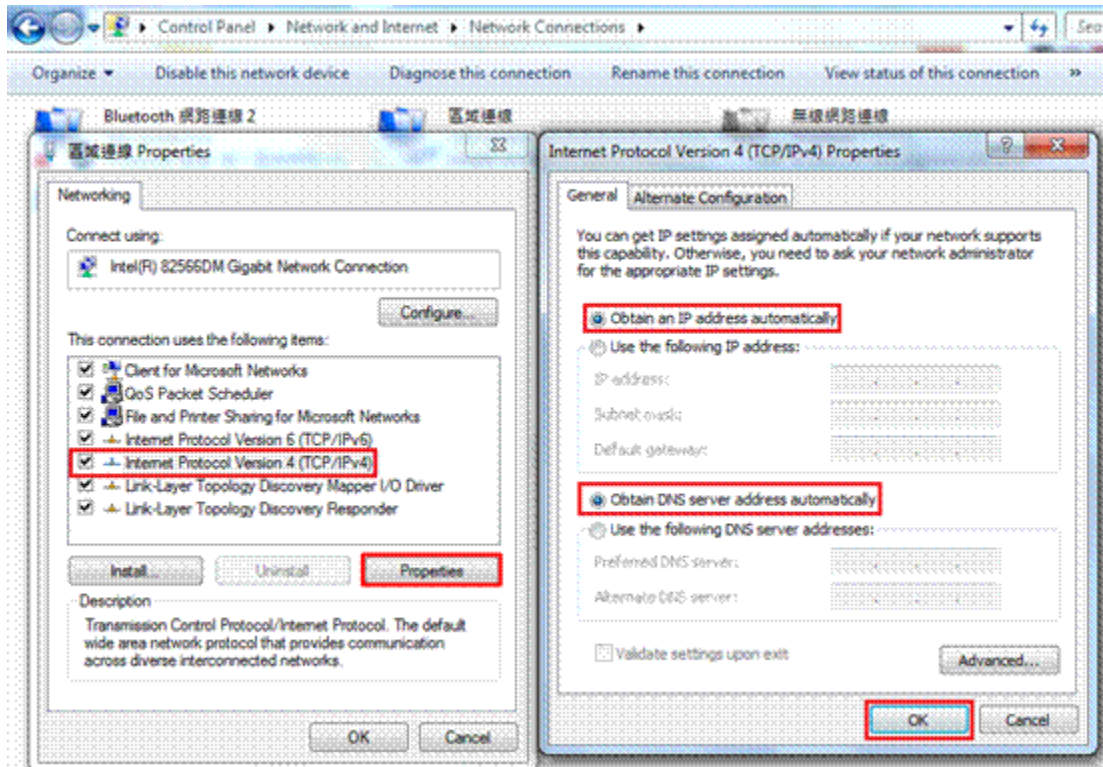 Control Panel ▸ Network and Internet ▸ Network Connections ▸
Organize ▾ Disable this network device Diagnose this connection Rename this connection View status of this connection »
Bluetooth 網路連線 2 區域連線 無線網路連線
區域連線 Properties
Networking
Connect using:
Intel(R) 82566DM Gigabit Network Connection
Configure...
This connection uses the following items:
Client for Microsoft Networks
QoS Packet Scheduler
File and Printer Sharing for Microsoft Networks
Internet Protocol Version 6 (TCP/IPv6)
Internet Protocol Version 4 (TCP/IPv4)
Link-Layer Topology Discovery Mapper I/O Driver
Link-Layer Topology Discovery Responder
Install... Uninstall Properties
Description
Transmission Control Protocol/Internet Protocol. The default
wide area network protocol that provides communication
across diverse interconnected networks.
OK Cancel
Internet Protocol Version 4 (TCP/IPv4) Properties
General Alternate Configuration
You can get IP settings assigned automatically if your network supports
this capability. Otherwise, you need to ask your network administrator
for the appropriate IP settings.
Obtain an IP address automatically
Use the following IP address:
IP address:
Subnet mask:
Default gateway:
Obtain DNS server address automatically
Use the following DNS server addresses:
Preferred DNS server:
Alternate DNS server:
Validate settings upon exit
Advanced...
OK Cancel